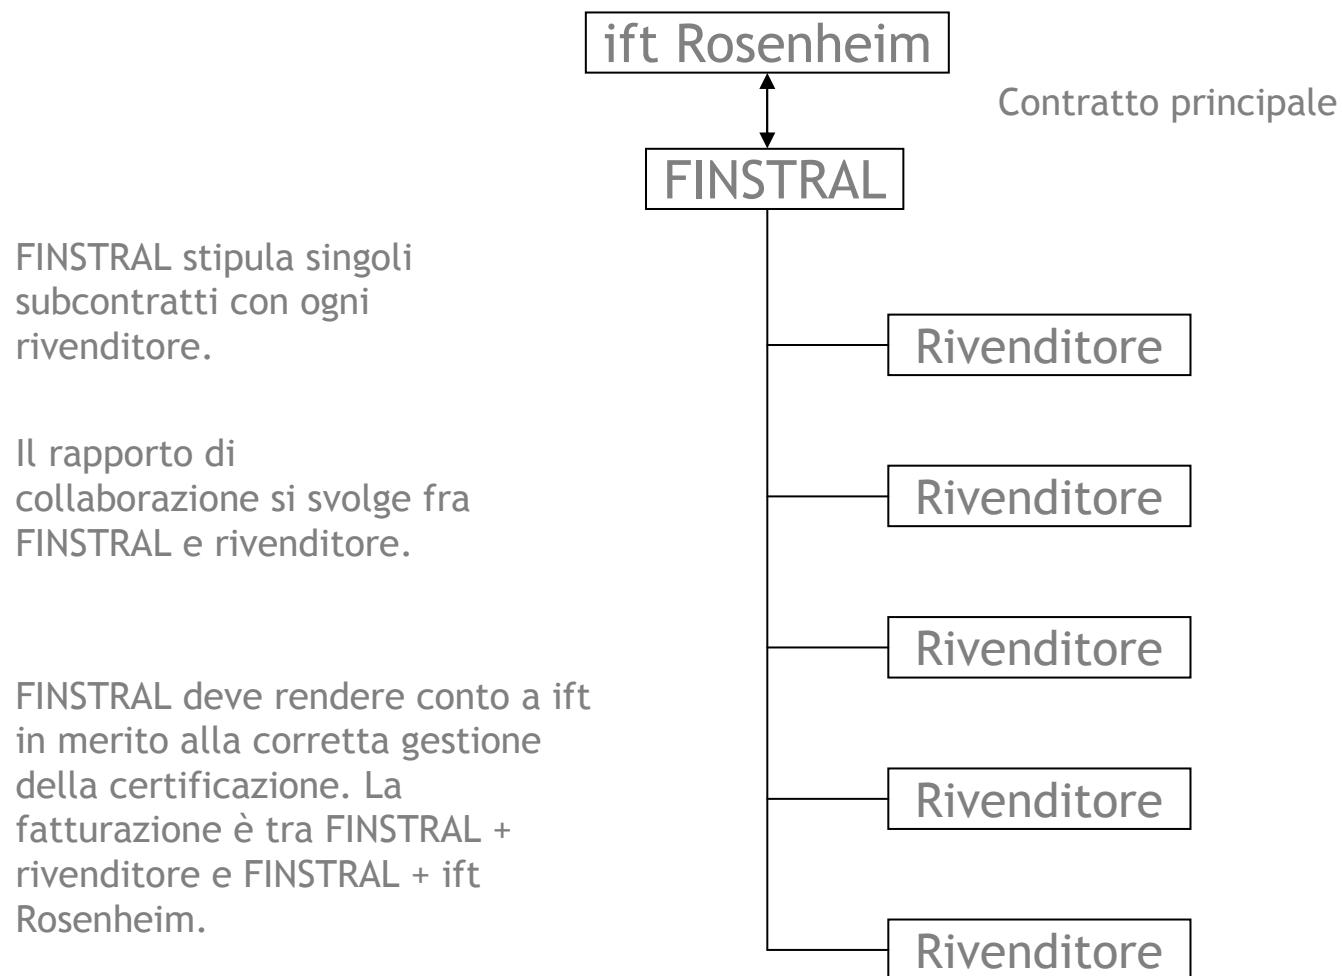 ift Rosenheim
Contratto principale
FINSTRAL
FINSTRAL stipula singoli
subcontratti con ogni
rivenditore.
Rivenditore
Il rapporto di
collaborazione si svolge fra
FINSTRAL e rivenditore.
Rivenditore
Rivenditore
FINSTRAL deve rendere conto a ift
in merito alla corretta gestione
della certificazione. La
fatturazione è tra FINSTRAL +
rivenditore e FINSTRAL + ift
Rosenheim.
Rivenditore
Rivenditore